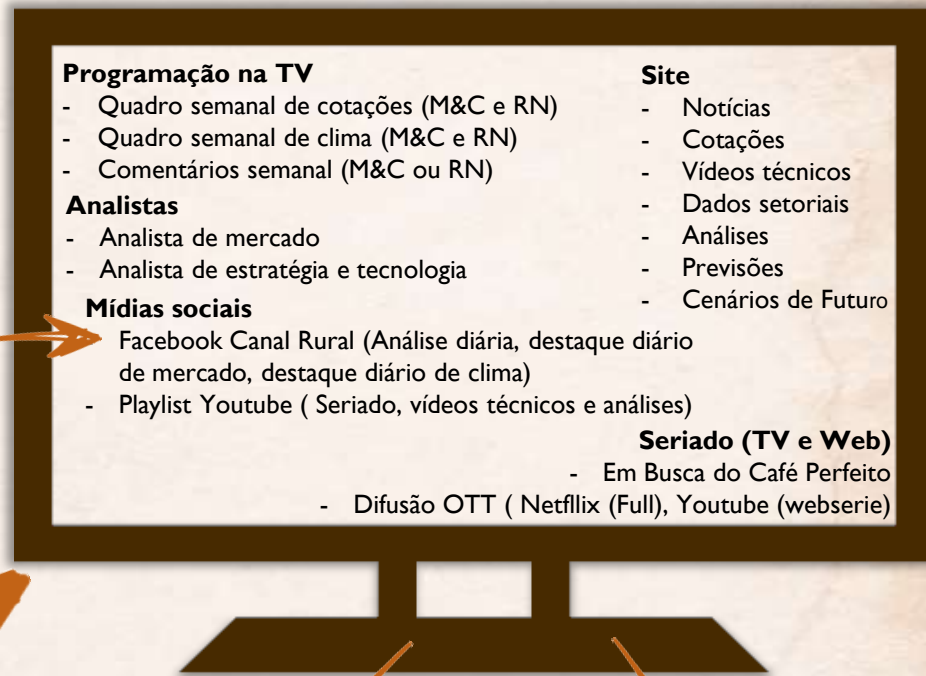 Programação na TV
- Quadro semanal de cotações (M&C e RN)
- Quadro semanal de clima (M&C e RN)
- Comentários semanal (M&C ou RN)
Analistas
- Analista de mercado
- Analista de estratégia e tecnologia
Site
- Notícias
- Cotações
- Vídeos técnicos
- Dados setoriais
- Análises
- Previsões
- Cenários de Futuro
Mídias sociais
Facebook Canal Rural (Análise diária, destaque diário
de mercado, destaque diário de clima)
- Playlist Youtube ( Seriado, vídeos técnicos e análises)
Seriado (TV e Web)
- Em Busca do Café Perfeito
- Difusão OTT ( Netfllix (Full), Youtube (webserie)